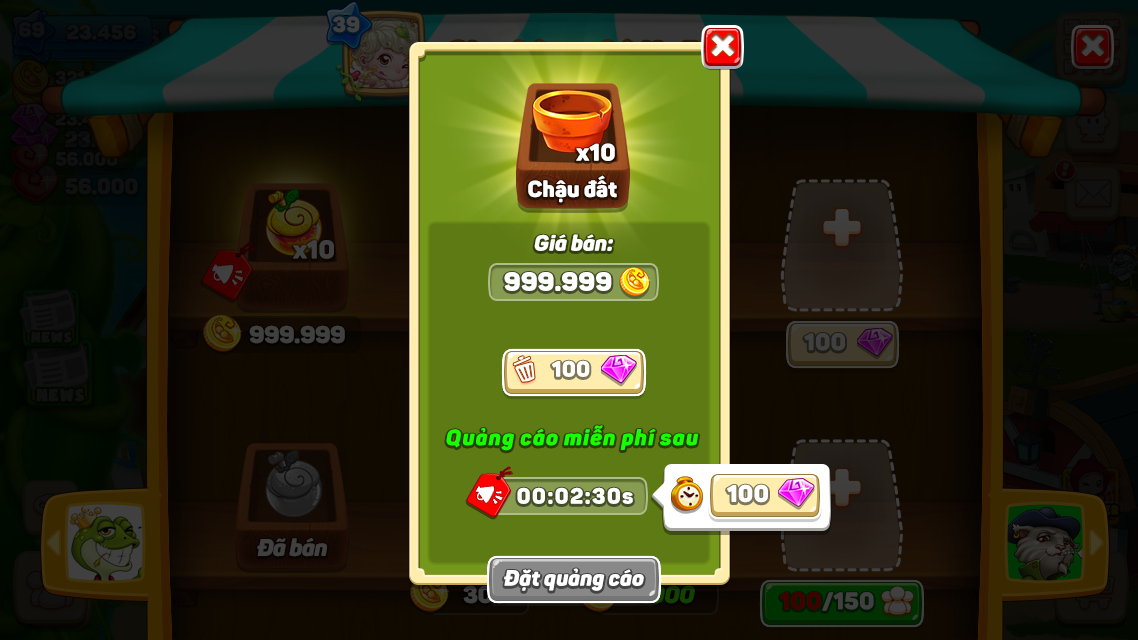 69
23.456
39
56.000
56.000
x10
Chậu đất
Giá bán:
999.999
100
Quảng cáo miễn phí sau
00:02:30s
100
Đặt quảng cáo
x10
999.999
Đã bán
NEWS
NEWS
100
100/150